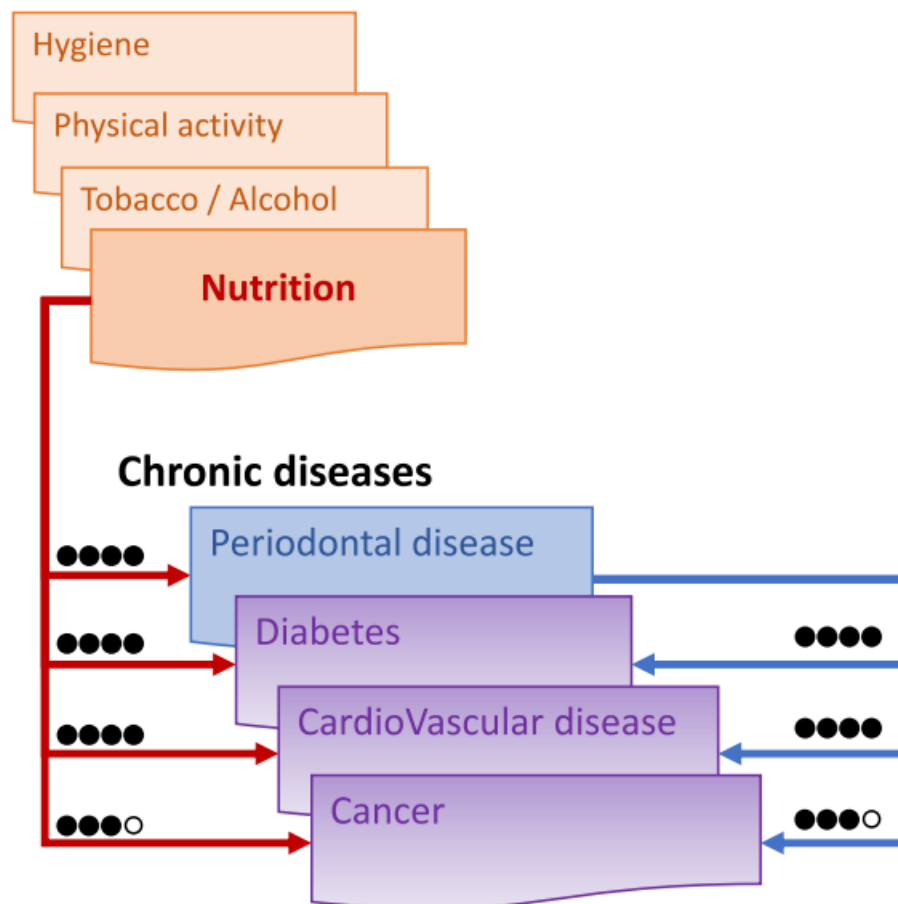 Hygiene
Physical activity
Tobacco / Alcohol
Nutrition
Chronic diseases
Periodontal disease
Diabetes
CardioVascular disease
Cancer